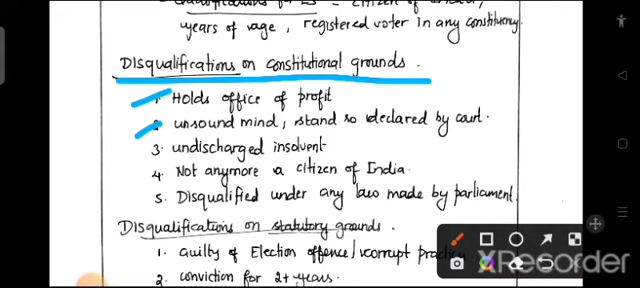 years of vage, registered voter in any constituency
Disqualifications on constitutional grounds.
1. Holds office of profit
2. unsound mind, stand so declared by court.
3. undischarged insolvent
4. Not anymore a citizen of India.
5. Disqualified under any law made by parliament.
Disqualifications on statutory grounds.
1. guilty of Election offence/ corrupt practice
2. conviction for 2+ years.
XRecorder